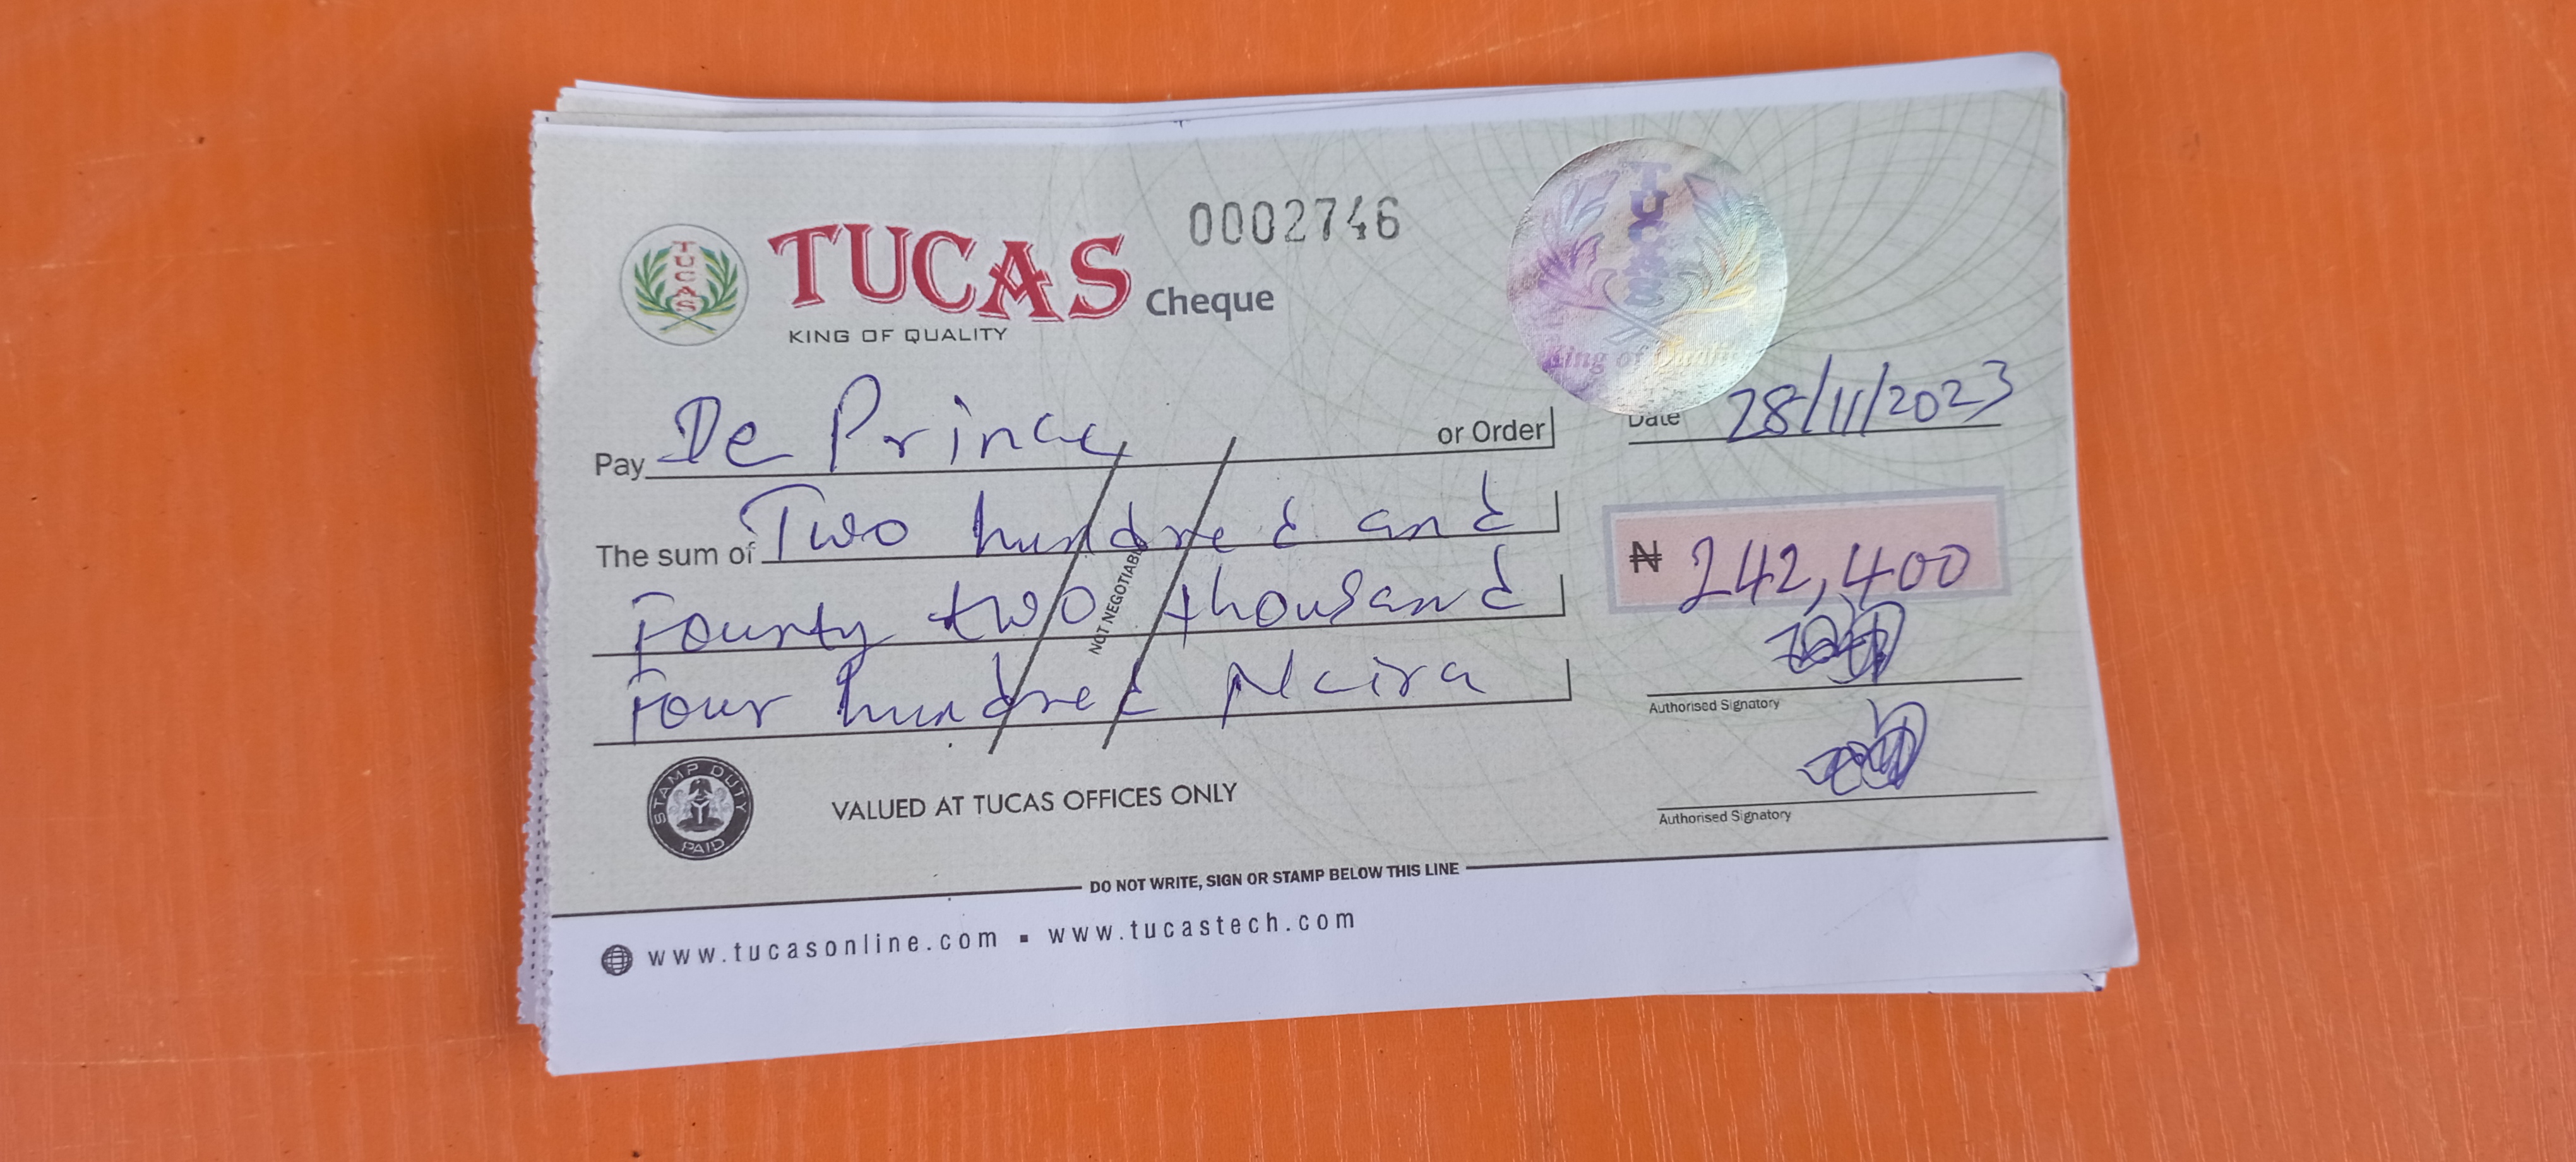 0002746
TUCAS
TUCAS Cheque
KING OF QUALITY
TUCAS
King of
Pay De Prince or Order
Date 28/11/2023
The sum of Two hundred and
Fourty two thousand
Four hundred Naira
₦ 242,400
NOT NEGOTIABLE
Authorised Signatory
Authorised Signatory
STAMP DUTY
PAID
VALUED AT TUCAS OFFICES ONLY
DO NOT WRITE, SIGN OR STAMP BELOW THIS LINE
www.tucasonline.com ▪ www.tucastech.com